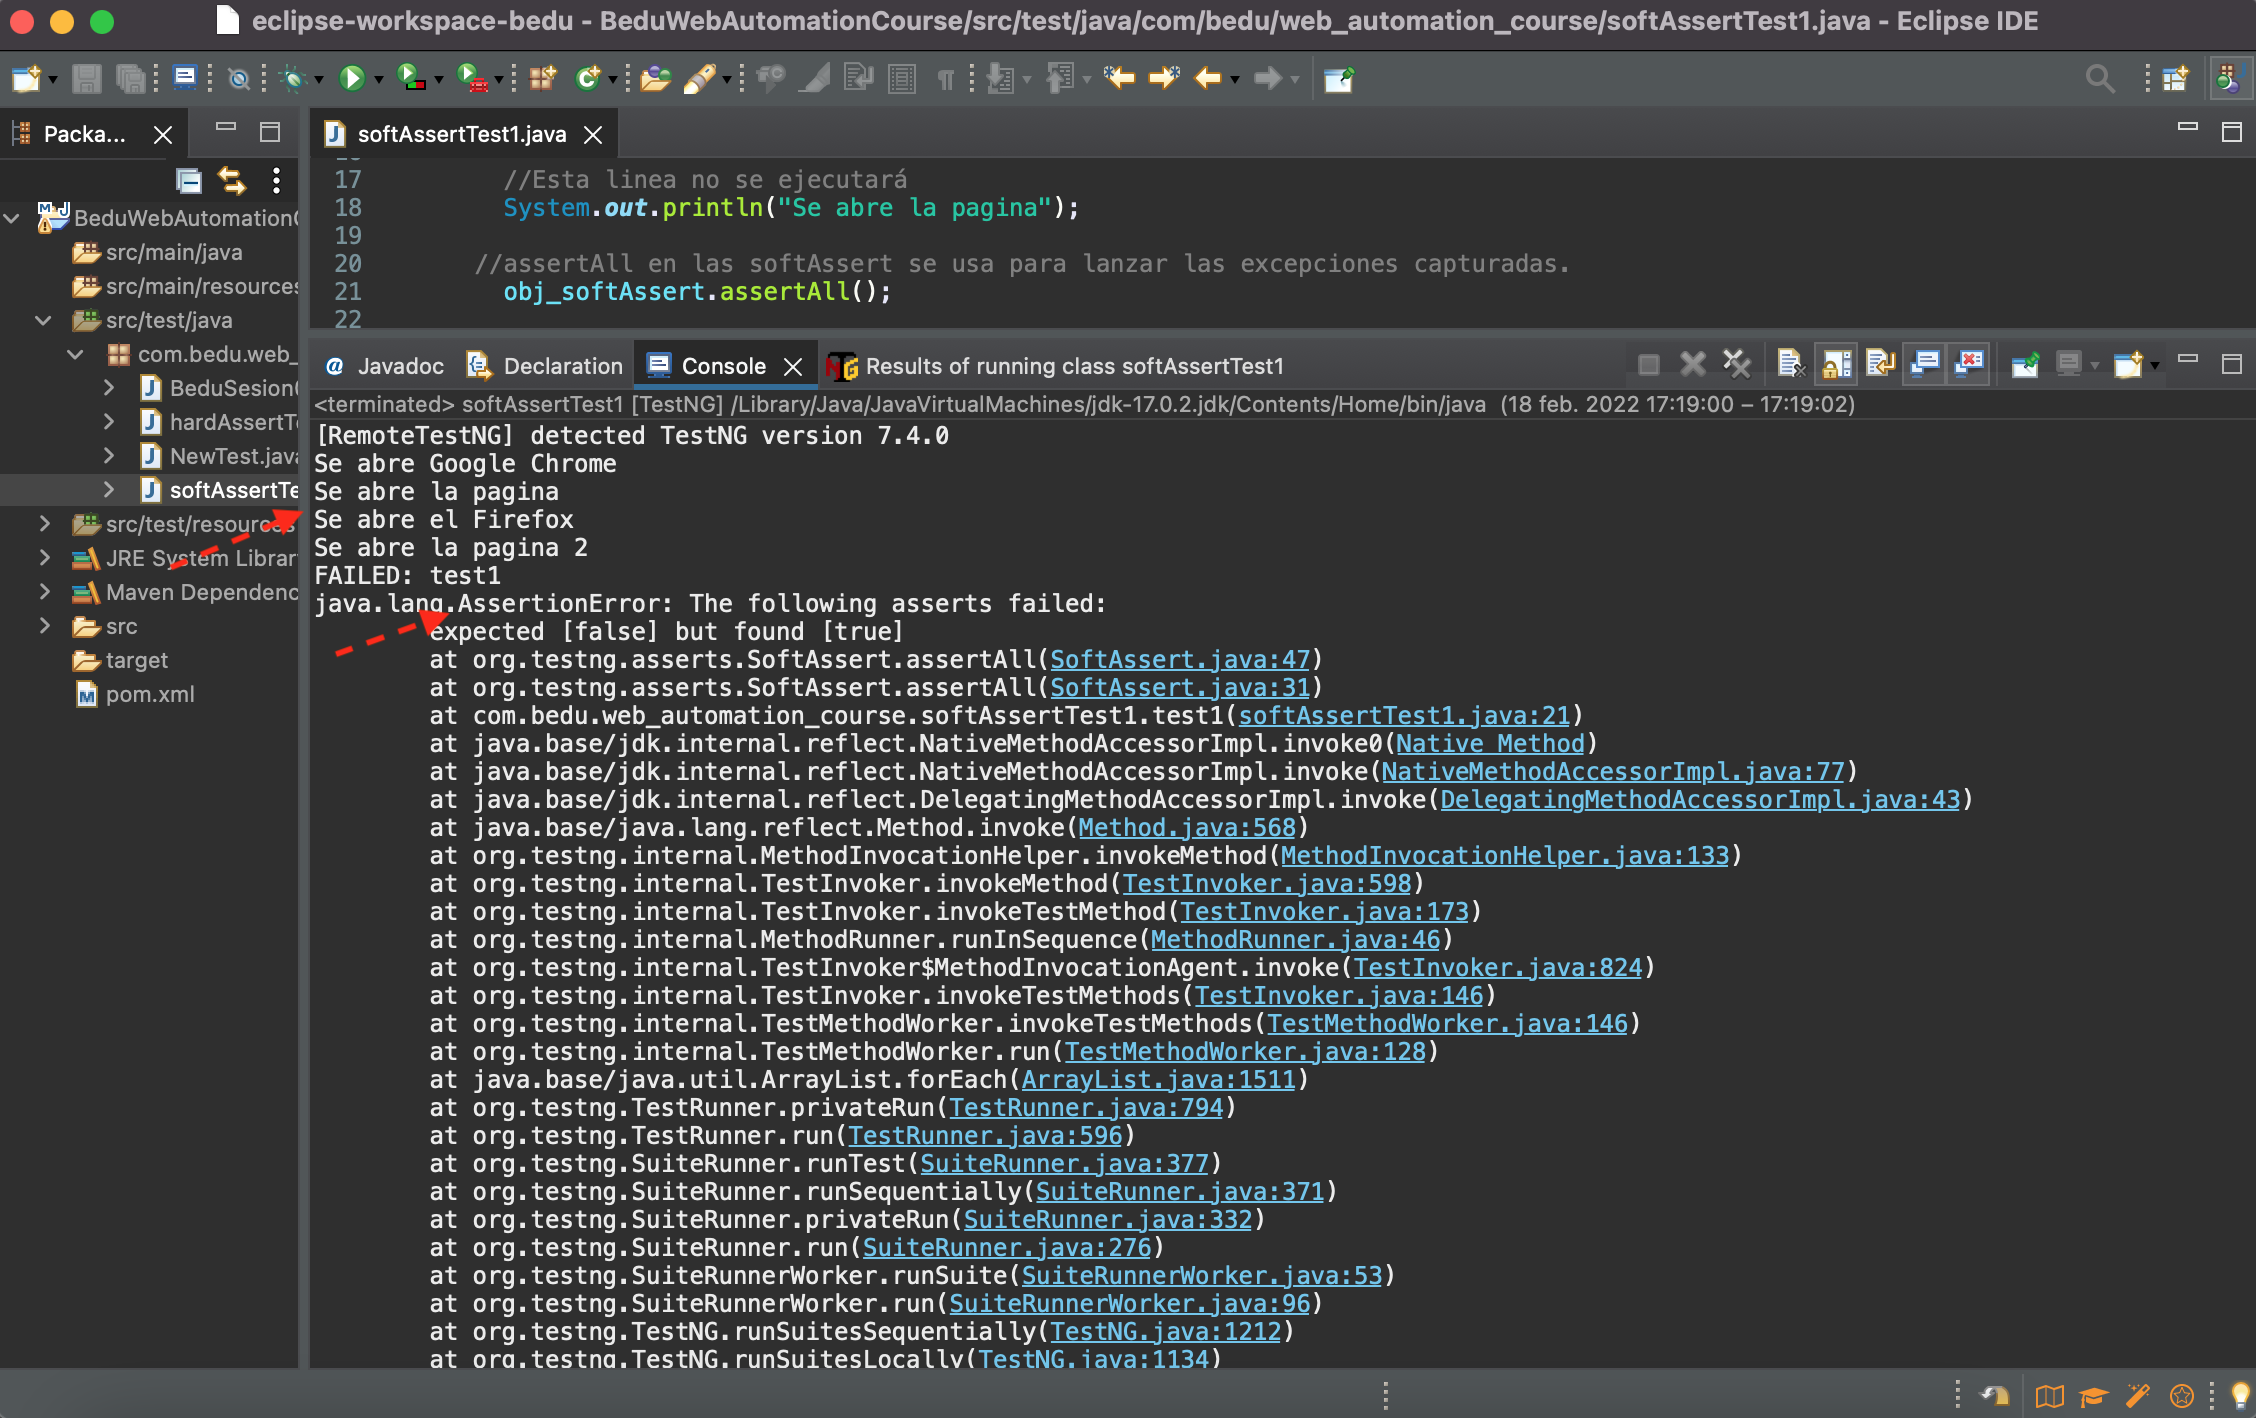 eclipse-workspace-bedu - BeduWebAutomationCourse/src/test/java/com/bedu/web_automation_course/softAssertTest1.java - Eclipse IDE
Packa...
softAssertTest1.java
BeduWebAutomation
src/main/java
src/main/resources
src/test/java
com.bedu.web_
BeduSesion
hardAssertTe
NewTest.java
softAssertTe
src/test/resources
JRE System Librar
Maven Dependenc
src
target
pom.xml
17 //Esta linea no se ejecutará
18 System.out.println("Se abre la pagina");
19
20 //assertAll en las softAssert se usa para lanzar las excepciones capturadas.
21 obj_softAssert.assertAll();
22
Javadoc Declaration Console Results of running class softAssertTest1
<terminated> softAssertTest1 [TestNG] /Library/Java/JavaVirtualMachines/jdk-17.0.2.jdk/Contents/Home/bin/java (18 feb. 2022 17:19:00 – 17:19:02)
[RemoteTestNG] detected TestNG version 7.4.0
Se abre Google Chrome
Se abre la pagina
Se abre el Firefox
Se abre la pagina 2
FAILED: test1
java.lang.AssertionError: The following asserts failed:
expected [false] but found [true]
at org.testng.asserts.SoftAssert.assertAll(SoftAssert.java:47)
at org.testng.asserts.SoftAssert.assertAll(SoftAssert.java:31)
at com.bedu.web_automation_course.softAssertTest1.test1(softAssertTest1.java:21)
at java.base/jdk.internal.reflect.NativeMethodAccessorImpl.invoke0(Native Method)
at java.base/jdk.internal.reflect.NativeMethodAccessorImpl.invoke(NativeMethodAccessorImpl.java:77)
at java.base/jdk.internal.reflect.DelegatingMethodAccessorImpl.invoke(DelegatingMethodAccessorImpl.java:43)
at java.base/java.lang.reflect.Method.invoke(Method.java:568)
at org.testng.internal.MethodInvocationHelper.invokeMethod(MethodInvocationHelper.java:133)
at org.testng.internal.TestInvoker.invokeMethod(TestInvoker.java:598)
at org.testng.internal.TestInvoker.invokeTestMethod(TestInvoker.java:173)
at org.testng.internal.MethodRunner.runInSequence(MethodRunner.java:46)
at org.testng.internal.TestInvoker$MethodInvocationAgent.invoke(TestInvoker.java:824)
at org.testng.internal.TestInvoker.invokeTestMethods(TestInvoker.java:146)
at org.testng.internal.TestMethodWorker.invokeTestMethods(TestMethodWorker.java:146)
at org.testng.internal.TestMethodWorker.run(TestMethodWorker.java:128)
at java.base/java.util.ArrayList.forEach(ArrayList.java:1511)
at org.testng.TestRunner.privateRun(TestRunner.java:794)
at org.testng.TestRunner.run(TestRunner.java:596)
at org.testng.SuiteRunner.runTest(SuiteRunner.java:377)
at org.testng.SuiteRunner.runSequentially(SuiteRunner.java:371)
at org.testng.SuiteRunner.privateRun(SuiteRunner.java:332)
at org.testng.SuiteRunner.run(SuiteRunner.java:276)
at org.testng.SuiteRunnerWorker.runSuite(SuiteRunnerWorker.java:53)
at org.testng.SuiteRunnerWorker.run(SuiteRunnerWorker.java:96)
at org.testng.TestNG.runSuitesSequentially(TestNG.java:1212)
at org.testng.TestNG.runSuitesLocally(TestNG.java:1134)